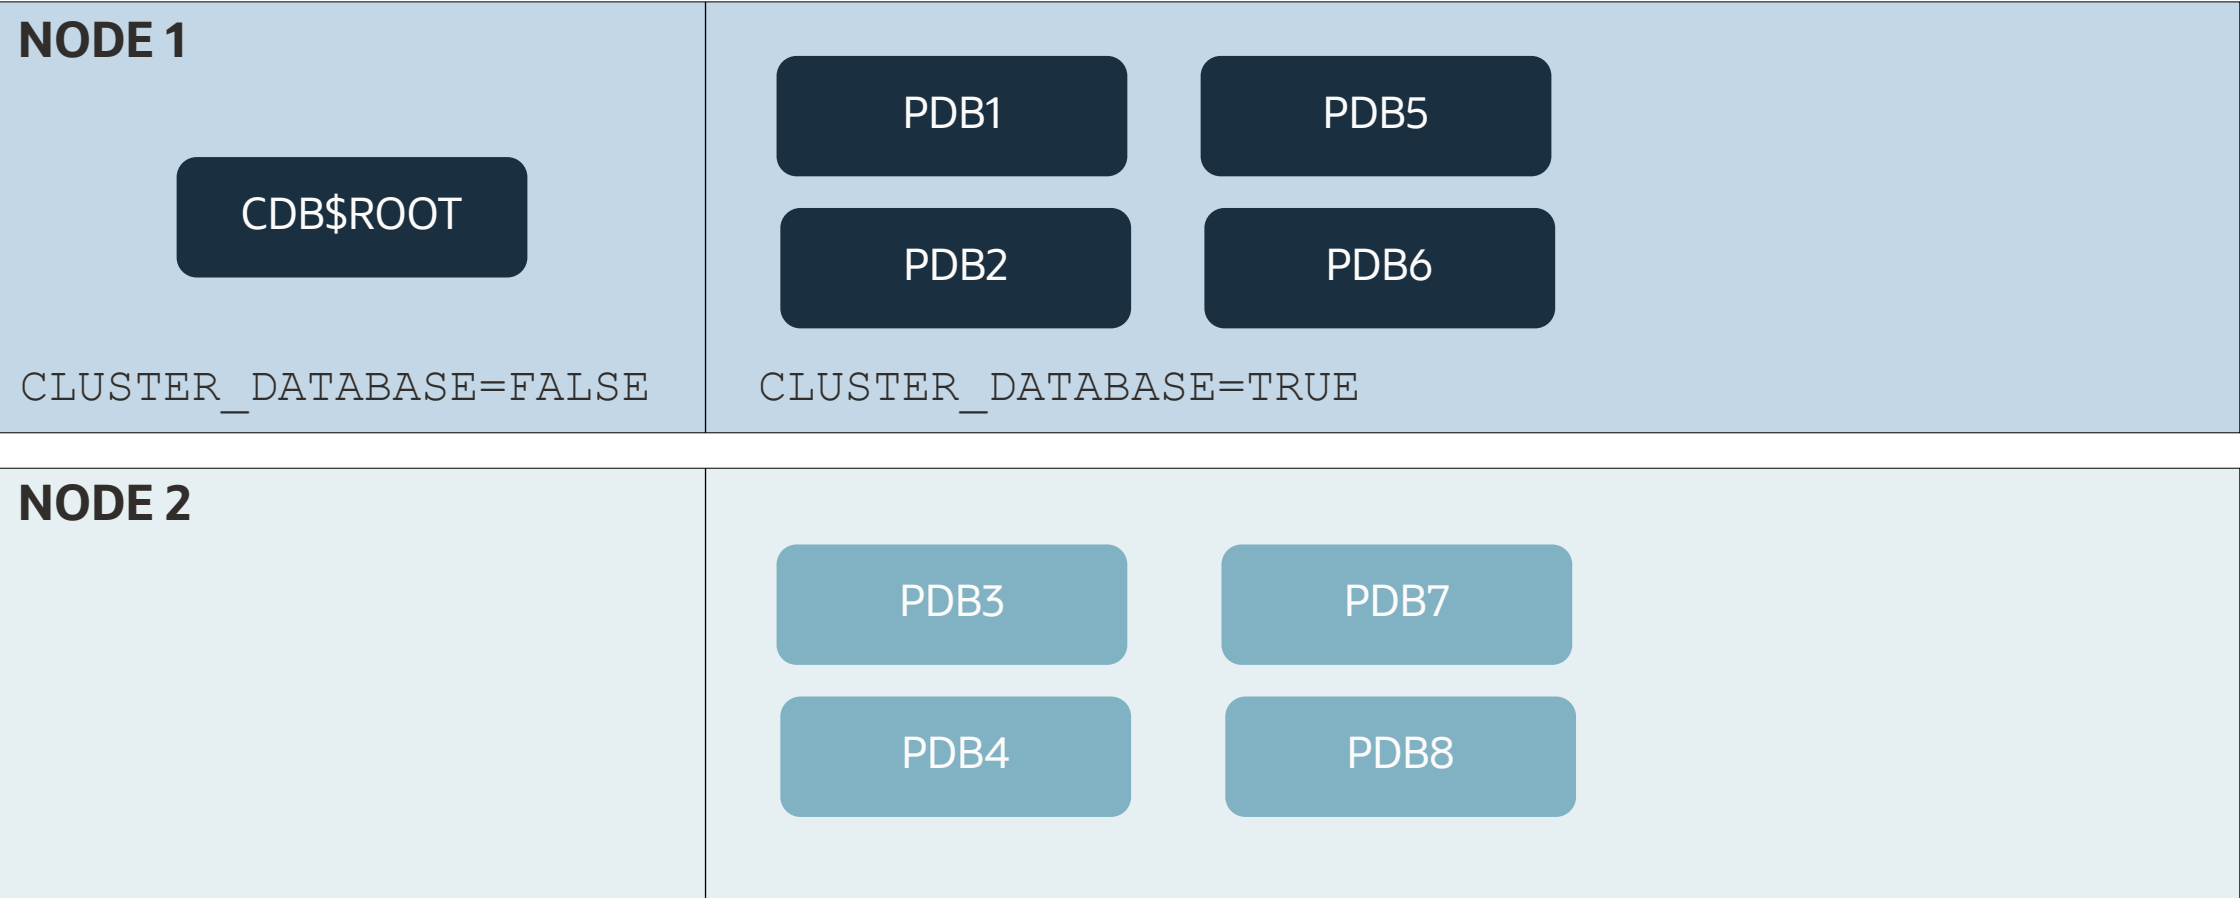 NODE 1
CDB$ROOT
CLUSTER_DATABASE=FALSE
PDB1
PDB5
PDB2
PDB6
CLUSTER_DATABASE=TRUE
NODE 2
PDB3
PDB7
PDB4
PDB8